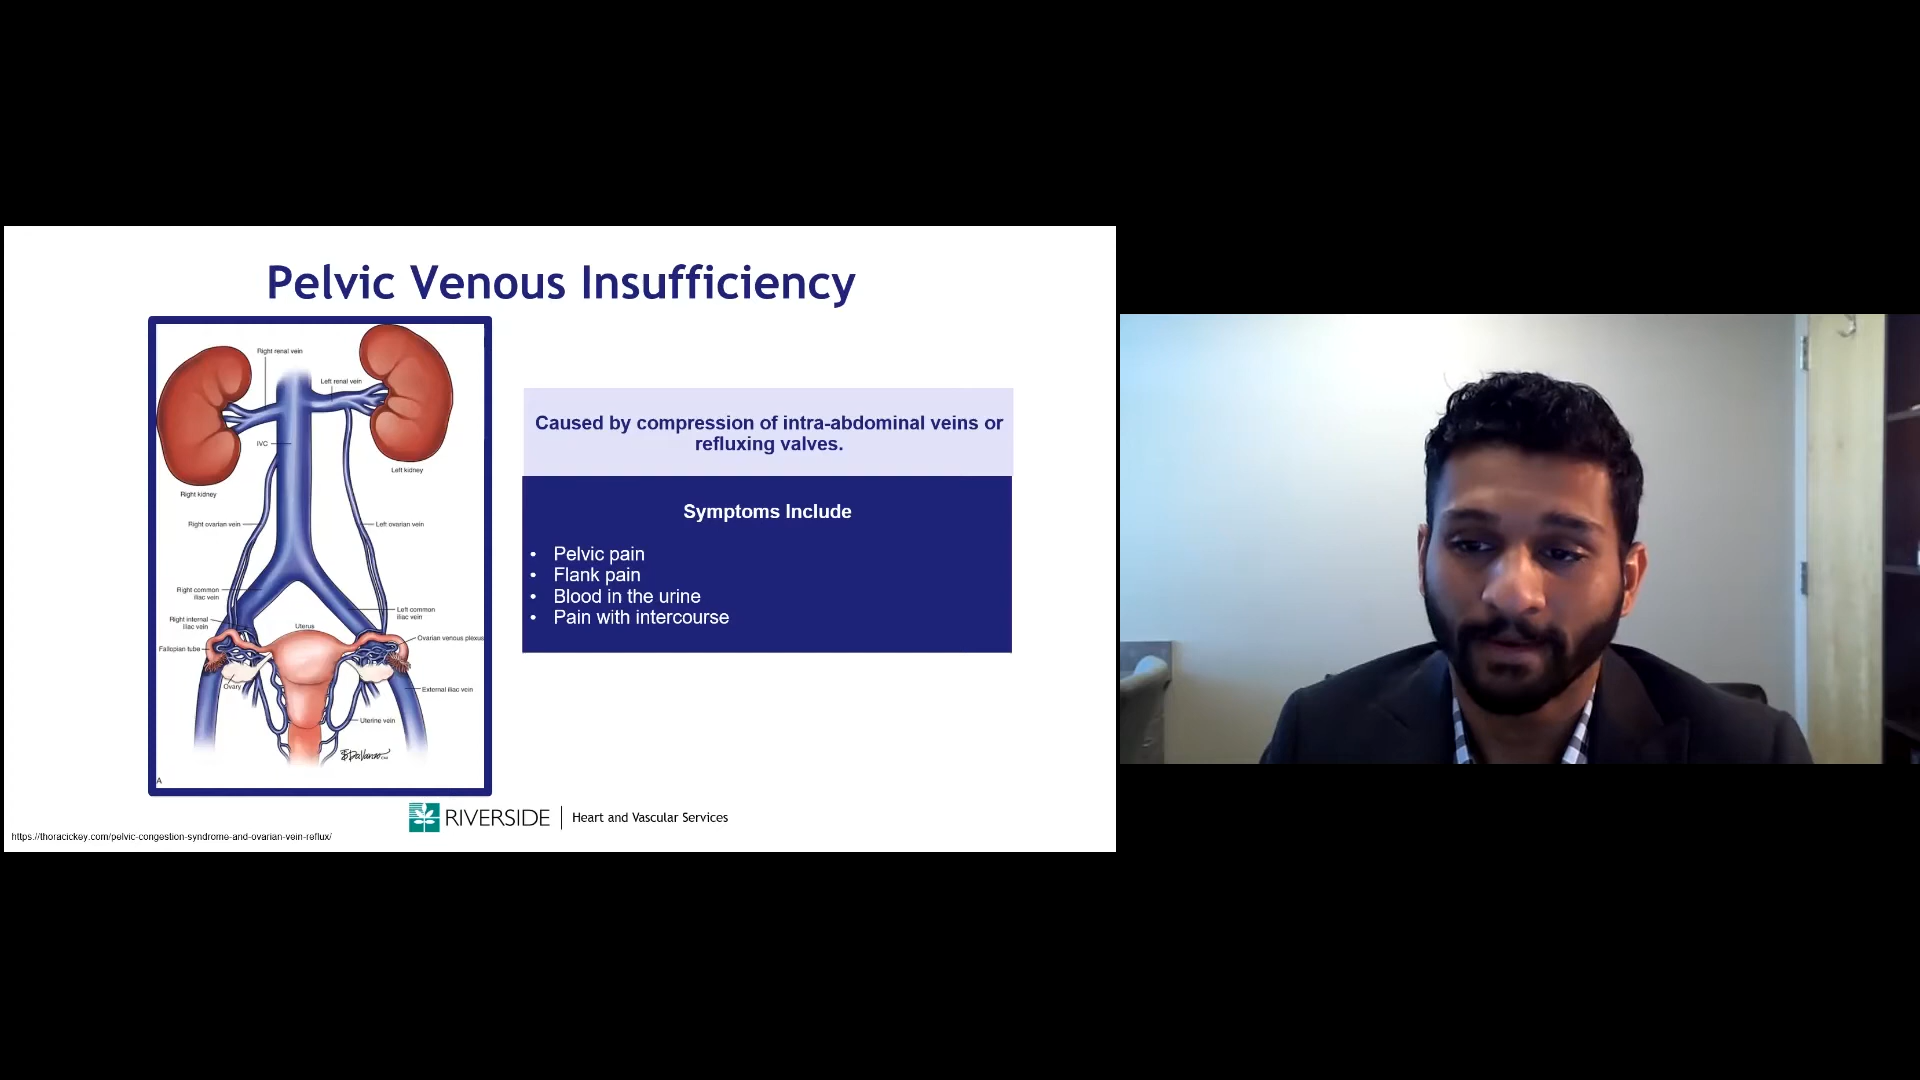 Pelvic Venous Insufficiency
Right renal vein
Left renal vein
IVC
Left kidney
Right kidney
Right ovarian vein
Left ovarian vein
Right common
iliac vein
Left common
iliac vein
Right internal
iliac vein
Uterus
Ovarian venous plexus
Fallopian tube
Ovary
External iliac vein
Uterine vein
A
Caused by compression of intra-abdominal veins or
refluxing valves.
Symptoms Include
• Pelvic pain
• Flank pain
• Blood in the urine
• Pain with intercourse
RIVERSIDE | Heart and Vascular Services
https://thoracickey.com/pelvic-congestion-syndrome-and-ovarian-vein-reflux/